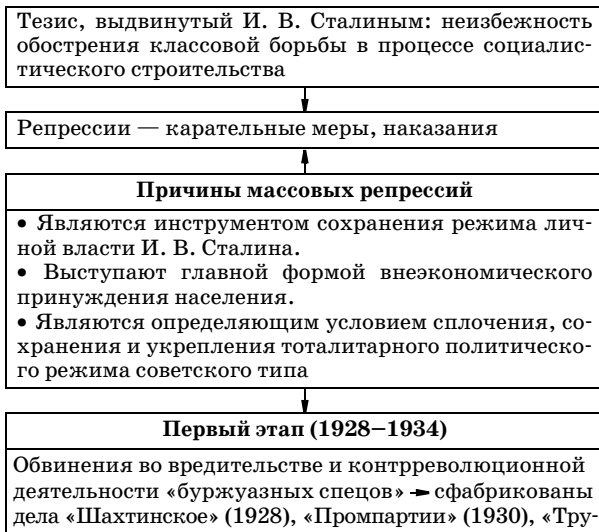 Тезис, выдвинутый И. В. Сталиным: неизбежность
обострения классовой борьбы в процессе социалис-
тического строительства
Репрессии — карательные меры, наказания
Причины массовых репрессий
• Являются инструментом сохранения режима лич-
ной власти И. В. Сталина.
• Выступают главной формой внеэкономического
принуждения населения.
• Являются определяющим условием сплочения, со-
хранения и укрепления тоталитарного политическо-
го режима советского типа
Первый этап (1928–1934)
Обвинения во вредительстве и контрреволюционной
деятельности «буржуазных спецов» → сфабрикованы
дела «Шахтинское» (1928), «Промпартии» (1930), «Тру-